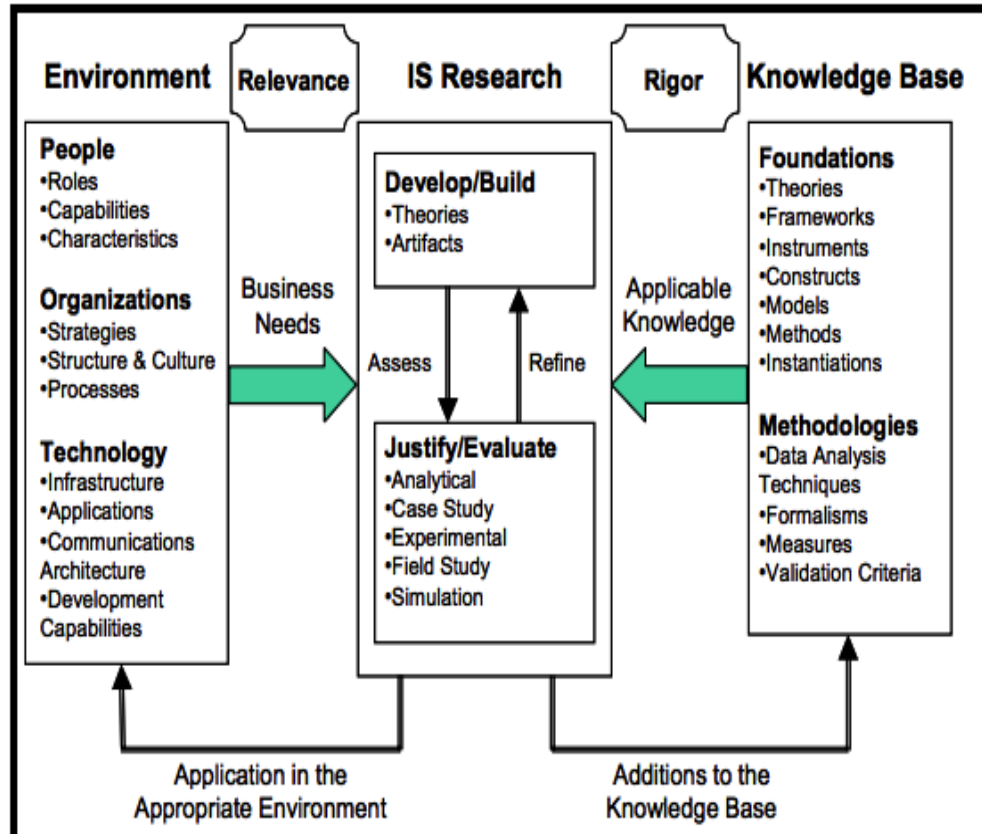 Environment
Relevance
IS Research
Rigor
Knowledge Base
People
•Roles
•Capabilities
•Characteristics
Organizations
•Strategies
•Structure & Culture
•Processes
Technology
•Infrastructure
•Applications
•Communications
Architecture
•Development
Capabilities
Business
Needs
Develop/Build
•Theories
•Artifacts
Assess
Refine
Justify/Evaluate
•Analytical
•Case Study
•Experimental
•Field Study
•Simulation
Applicable
Knowledge
Foundations
•Theories
•Frameworks
•Instruments
•Constructs
•Models
•Methods
•Instantiations
Methodologies
•Data Analysis
Techniques
•Formalisms
•Measures
•Validation Criteria
Application in the
Appropriate Environment
Additions to the
Knowledge Base